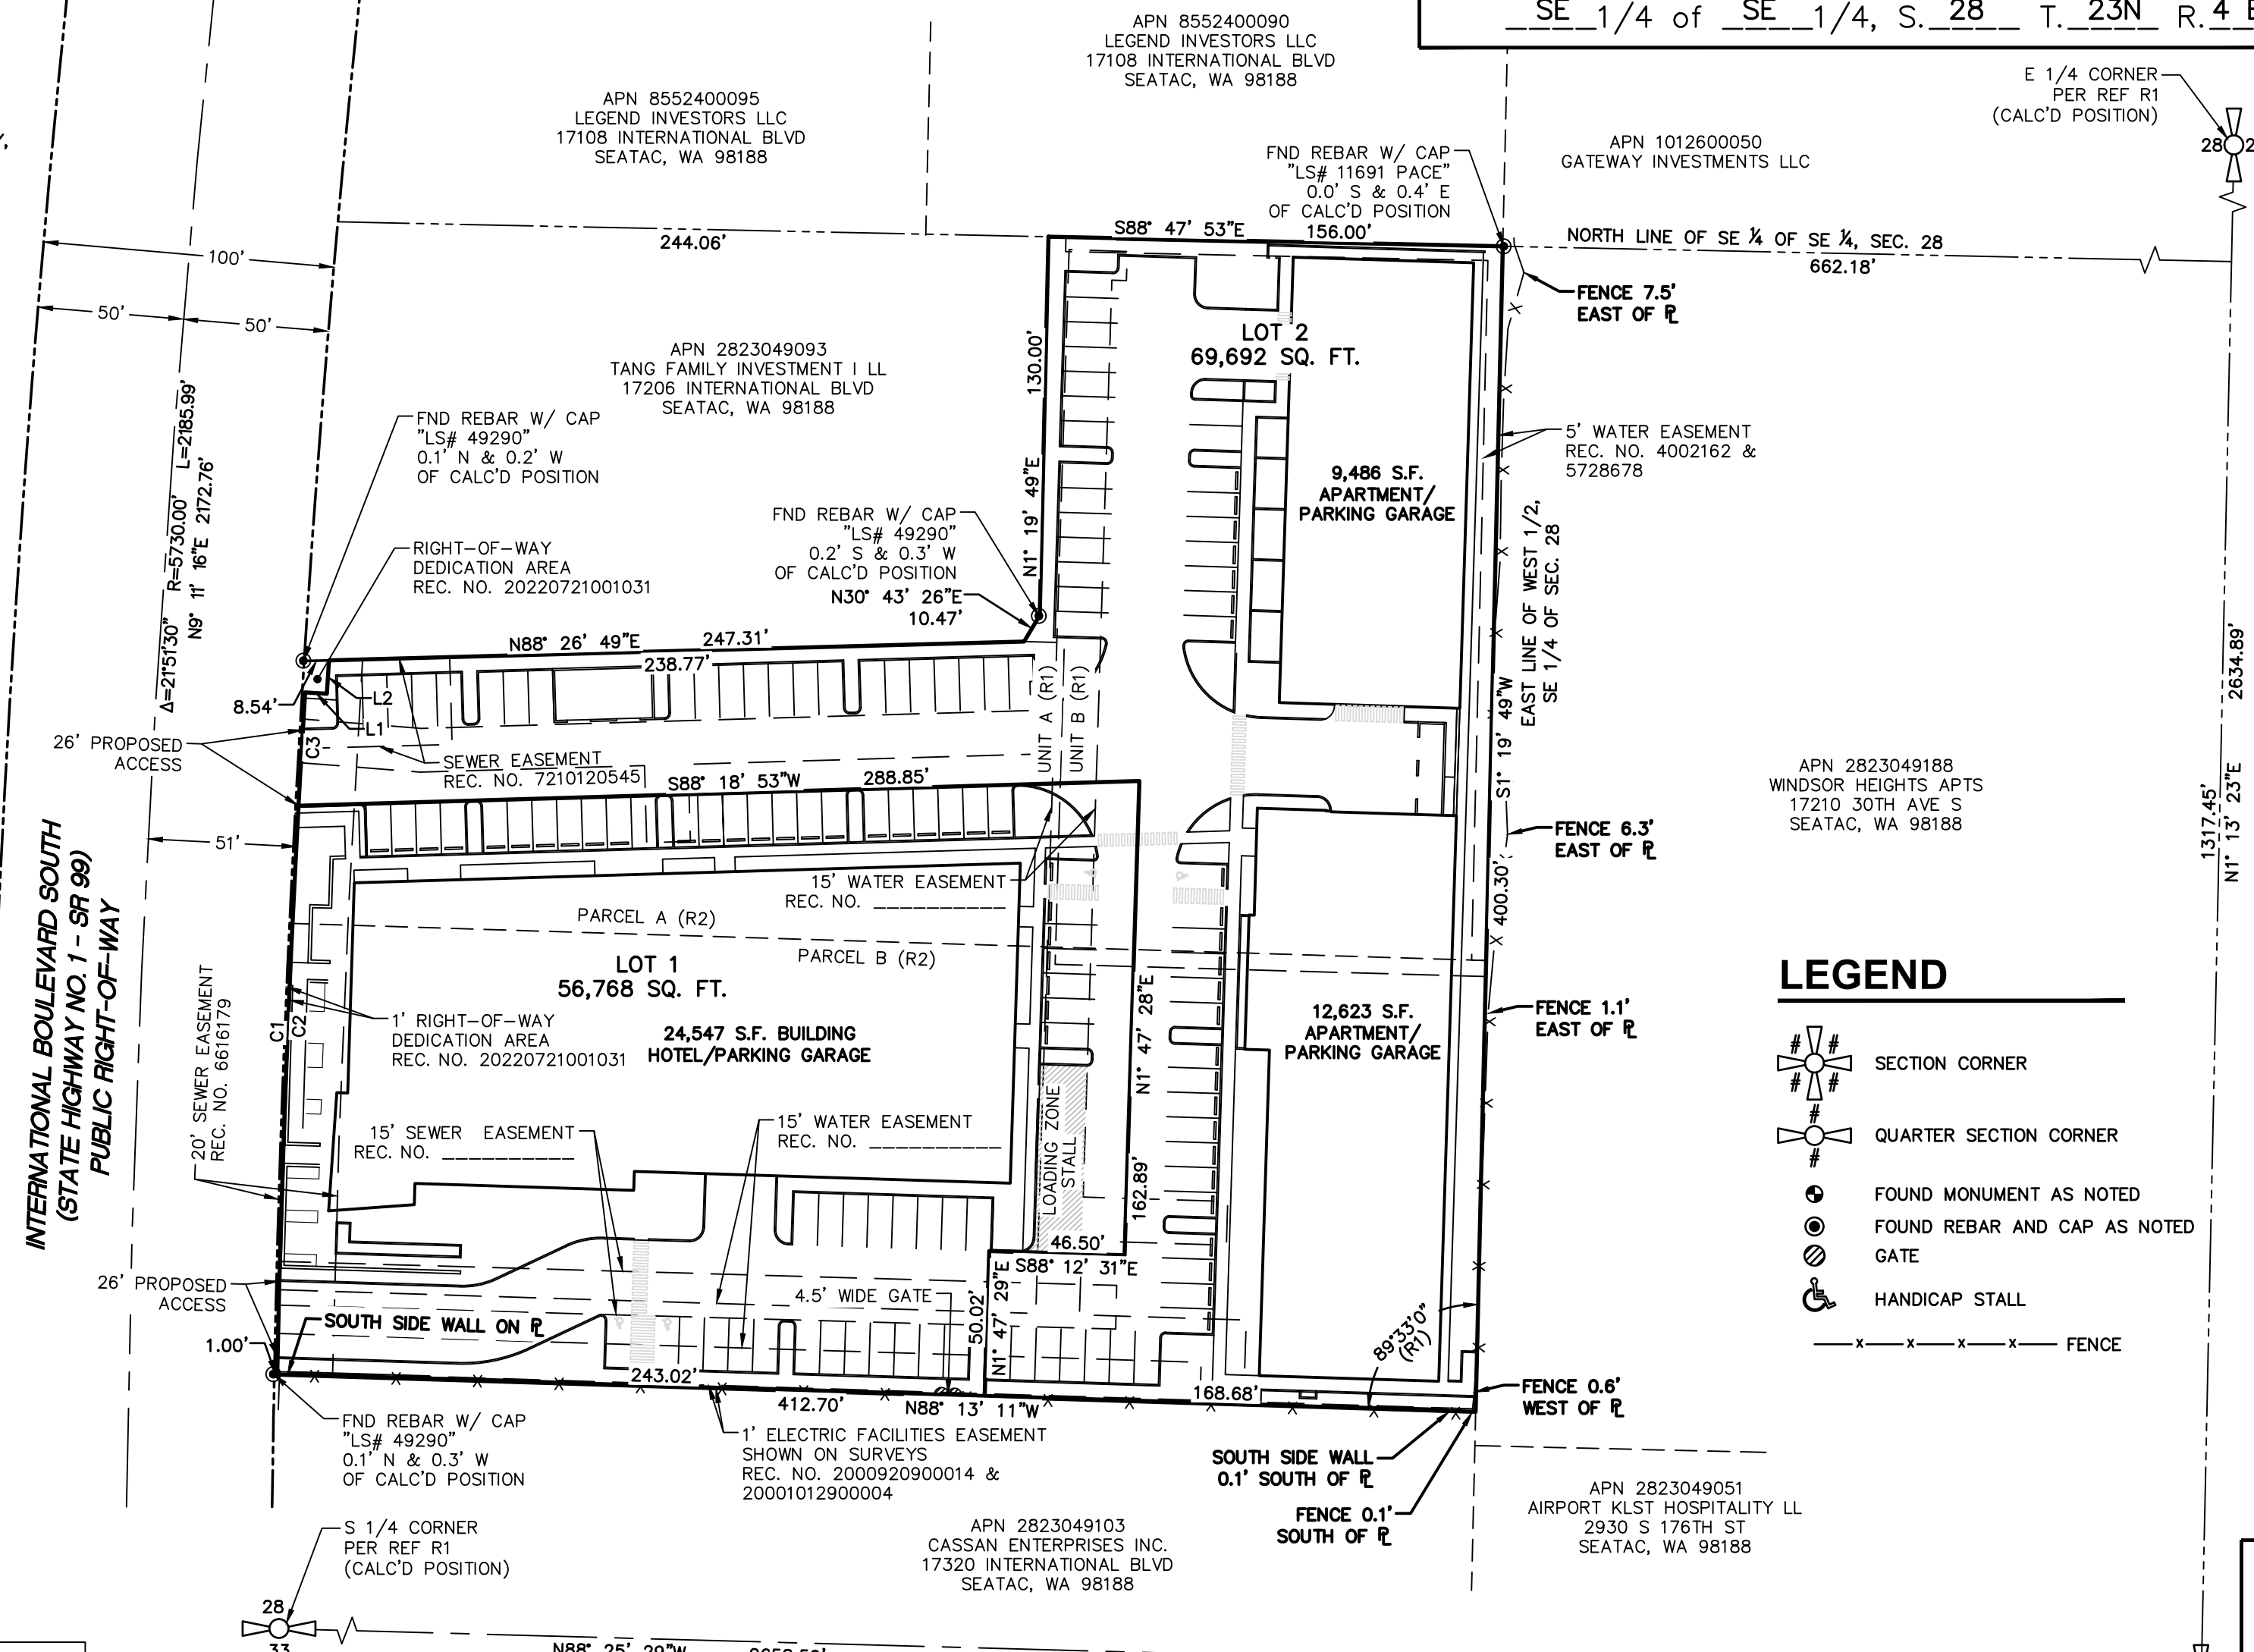 SE 1/4 of SE 1/4, S. 28 T. 23N R. 4
APN 8552400090
LEGEND INVESTORS LLC
17108 INTERNATIONAL BLVD
SEATAC, WA 98188
APN 8552400095
LEGEND INVESTORS LLC
17108 INTERNATIONAL BLVD
SEATAC, WA 98188
E 1/4 CORNER
PER REF R1
(CALC'D POSITION)
28
APN 1012600050
GATEWAY INVESTMENTS LLC
FND REBAR W/ CAP
"LS# 11691 PACE"
0.0' S & 0.4' E
OF CALC'D POSITION
S88° 47' 53"E
156.00'
244.06'
NORTH LINE OF SE ¼ OF SE ¼, SEC. 28
662.18'
100'
50'
50'
FENCE 7.5'
EAST OF ℄
LOT 2
69,692 SQ. FT.
APN 2823049093
TANG FAMILY INVESTMENT I LL
17206 INTERNATIONAL BLVD
SEATAC, WA 98188
130.00'
N1° 19' 49"E
FND REBAR W/ CAP
"LS# 49290"
0.1' N & 0.2' W
OF CALC'D POSITION
Δ=21°51'30" R=5730.00' L=2185.99'
N9° 11' 16"E 2172.76'
5' WATER EASEMENT
REC. NO. 4002162 &
5728678
9,486 S.F.
APARTMENT/
PARKING GARAGE
FND REBAR W/ CAP
"LS# 49290"
0.2' S & 0.3' W
OF CALC'D POSITION
N30° 43' 26"E
10.47'
RIGHT-OF-WAY
DEDICATION AREA
REC. NO. 20220721001031
EAST LINE OF WEST 1/2,
SE 1/4 OF SEC. 28
N88° 26' 49"E
247.31'
238.77'
8.54'
L2
L1
C3
UNIT A (R1)
UNIT B (R1)
S1° 19' 49"W
400.30'
2634.89'
1317.45'
N1° 13' 23"E
26' PROPOSED
ACCESS
SEWER EASEMENT
REC. NO. 7210120545
S88° 18' 53"W
288.85'
APN 2823049188
WINDSOR HEIGHTS APTS
17210 30TH AVE S
SEATAC, WA 98188
51'
FENCE 6.3'
EAST OF ℄
INTERNATIONAL BOULEVARD SOUTH
(STATE HIGHWAY NO. 1 - SR 99)
PUBLIC RIGHT-OF-WAY
15' WATER EASEMENT
REC. NO.
PARCEL A (R2)
PARCEL B (R2)
LOT 1
56,768 SQ. FT.
20' SEWER EASEMENT
REC. NO. 6616179
C1
C2
1' RIGHT-OF-WAY
DEDICATION AREA
REC. NO. 20220721001031
24,547 S.F. BUILDING
HOTEL/PARKING GARAGE
N1° 47' 28"E
162.89'
12,623 S.F.
APARTMENT/
PARKING GARAGE
FENCE 1.1'
EAST OF ℄
LEGEND
SECTION CORNER
QUARTER SECTION CORNER
FOUND MONUMENT AS NOTED
FOUND REBAR AND CAP AS NOTED
GATE
HANDICAP STALL
FENCE
# # # #
# #
15' SEWER EASEMENT
REC. NO.
15' WATER EASEMENT
REC. NO.
LOADING ZONE
STALL
46.50'
S88° 12' 31"E
26' PROPOSED
ACCESS
4.5' WIDE GATE
N1° 47' 29"E
50.02'
1.00'
SOUTH SIDE WALL ON ℄
89°33'0"
(R1)
243.02'
412.70'
N88° 13' 11"W
168.68'
FENCE 0.6'
WEST OF ℄
FND REBAR W/ CAP
"LS# 49290"
0.1' N & 0.3' W
OF CALC'D POSITION
1' ELECTRIC FACILITIES EASEMENT
SHOWN ON SURVEYS
REC. NO. 2000920900014 &
20001012900004
SOUTH SIDE WALL
0.1' SOUTH OF ℄
FENCE 0.1'
SOUTH OF ℄
APN 2823049051
AIRPORT KLST HOSPITALITY LL
2930 S 176TH ST
SEATAC, WA 98188
S 1/4 CORNER
PER REF R1
(CALC'D POSITION)
APN 2823049103
CASSAN ENTERPRISES INC.
17320 INTERNATIONAL BLVD
SEATAC, WA 98188
28
33
N88° 25' 29"W